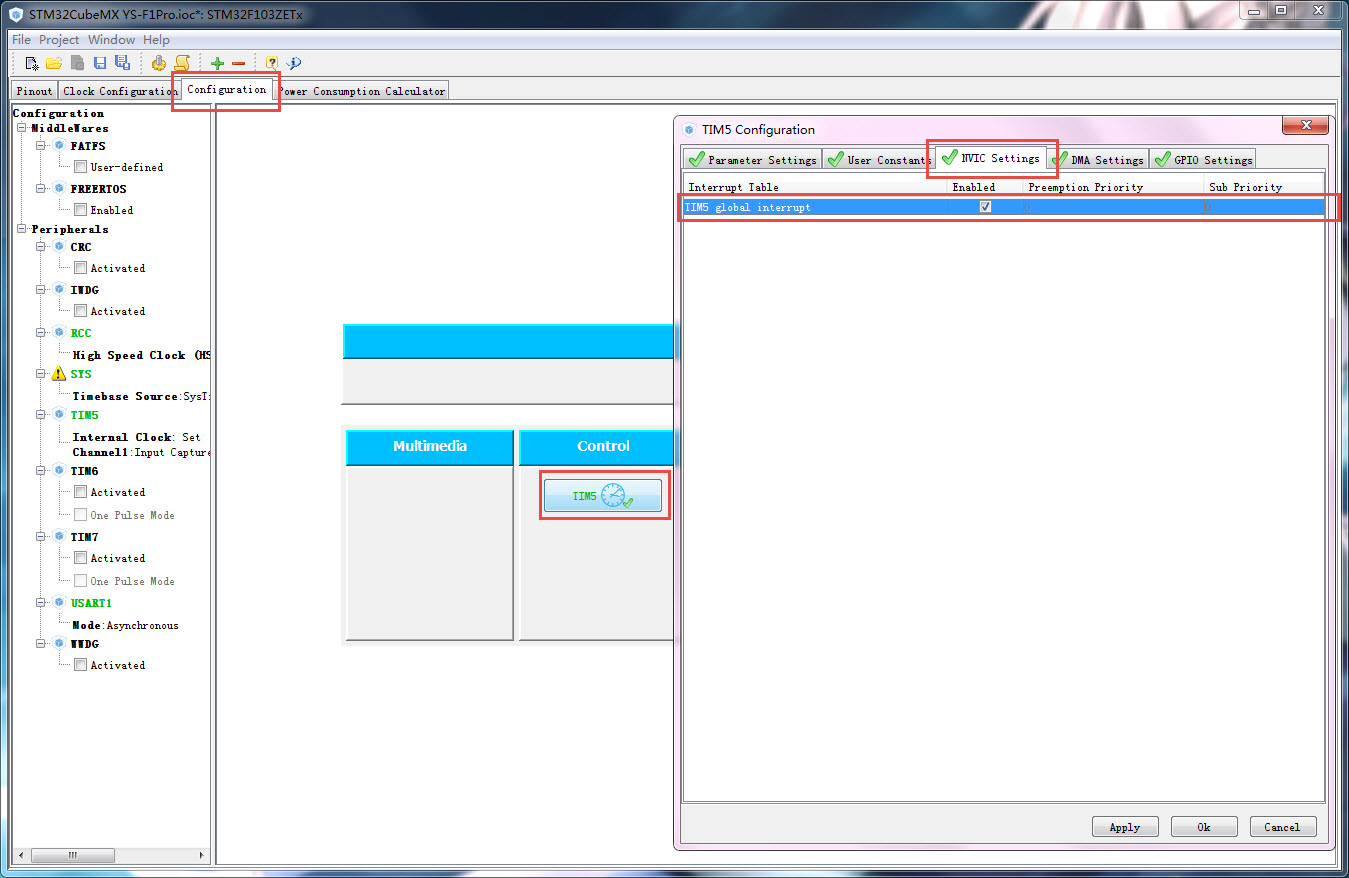 STM32CubeMX YS-F1Pro.ioc*: STM32F103ZETx
File Project Window Help
Pinout Clock Configuration Configuration Power Consumption Calculator
Configuration
MiddleWares
FATFS
User-defined
FREERTOS
Enabled
Peripherals
CRC
Activated
IWDG
Activated
RCC
High Speed Clock (HS
SYS
Timebase Source:SysTi
TIM5
Internal Clock: Set
Channel1:Input Capture
TIM6
Activated
One Pulse Mode
TIM7
Activated
One Pulse Mode
USART1
Mode:Asynchronous
WWDG
Activated
Multimedia
Control
TIM5
TIM5 Configuration
Parameter Settings User Constants NVIC Settings DMA Settings GPIO Settings
Interrupt Table Enabled Preemption Priority Sub Priority
TIM5 global interrupt
Apply Ok Cancel